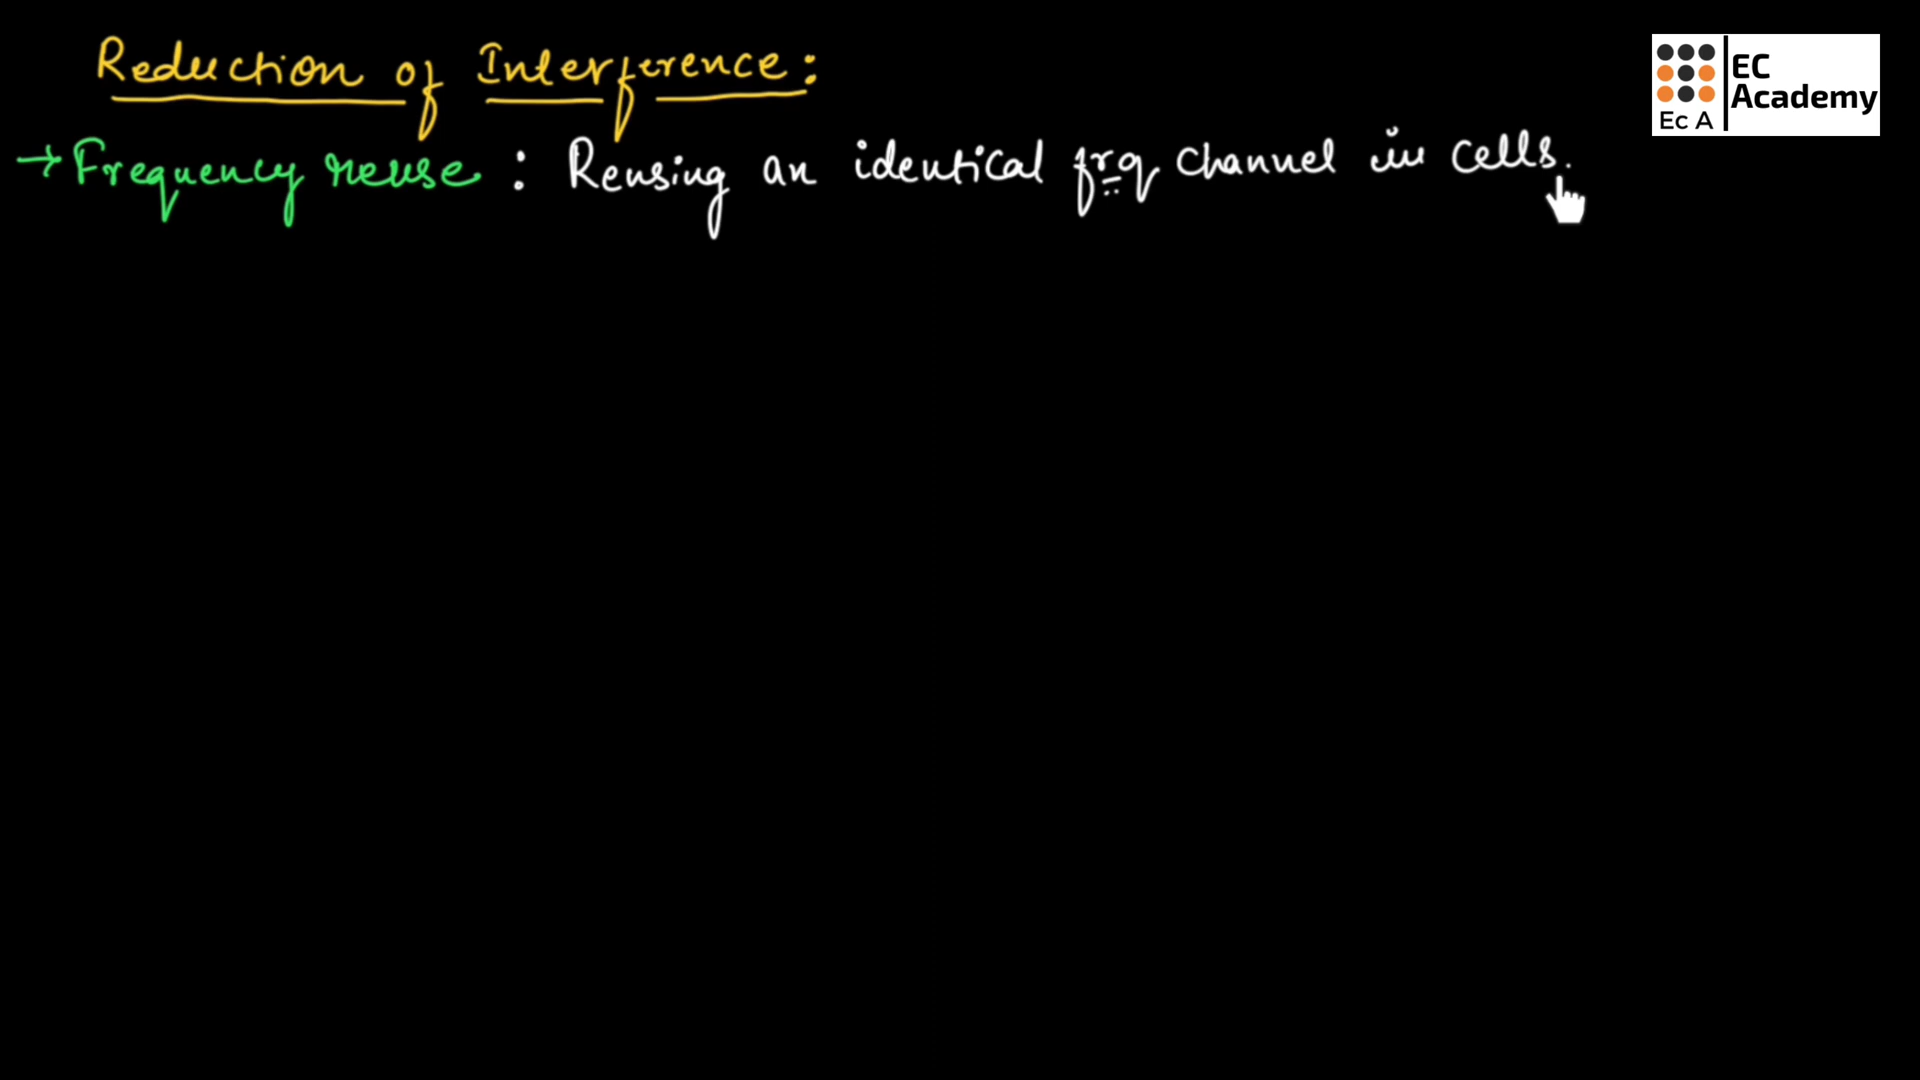 Reduction of Interference:
EC
Academy
Ec A
→ Frequency reuse : Reusing an identical frq channel in cells.